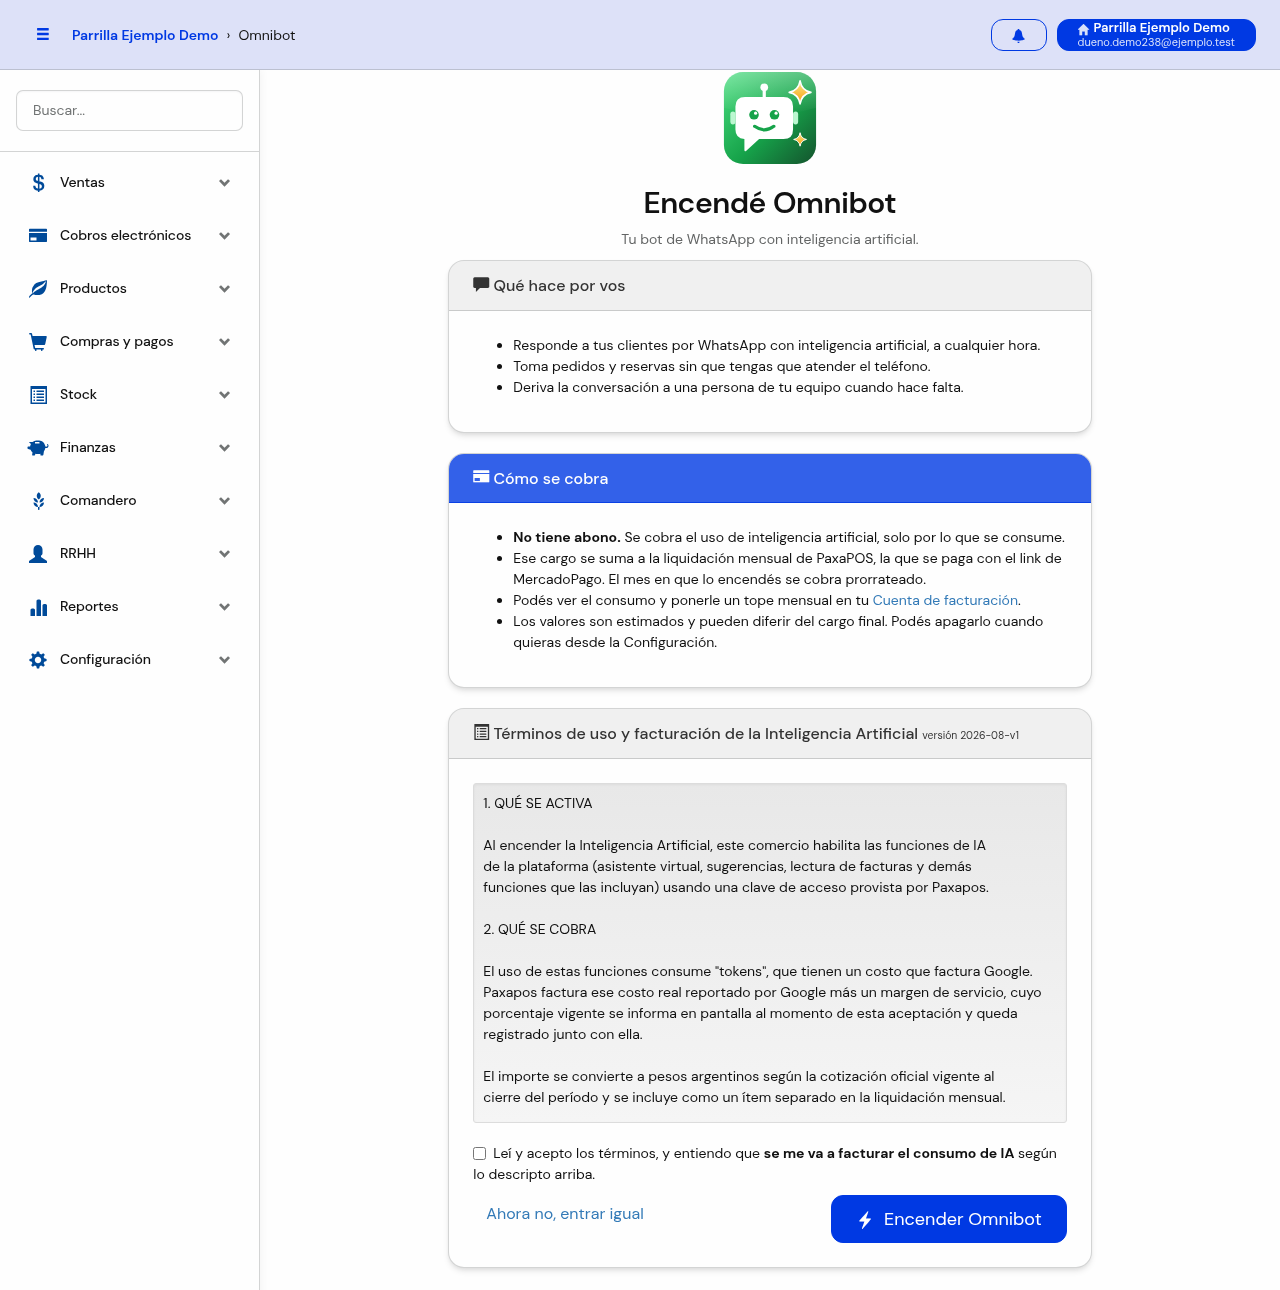 Parrilla Ejemplo Demo › Omnibot
Parrilla Ejemplo Demo
dueno.demo238@ejemplo.test
Buscar...
Ventas
Cobros electrónicos
Productos
Compras y pagos
Stock
Finanzas
Comandero
RRHH
Reportes
Configuración
Encendé Omnibot
Tu bot de WhatsApp con inteligencia artificial.
Qué hace por vos
Responde a tus clientes por WhatsApp con inteligencia artificial, a cualquier hora.
Toma pedidos y reservas sin que tengas que atender el teléfono.
Deriva la conversación a una persona de tu equipo cuando hace falta.
Cómo se cobra
No tiene abono. Se cobra el uso de inteligencia artificial, solo por lo que se consume.
Ese cargo se suma a la liquidación mensual de PaxaPOS, la que se paga con el link de
MercadoPago. El mes en que lo encendés se cobra prorrateado.
Podés ver el consumo y ponerle un tope mensual en tu Cuenta de facturación.
Los valores son estimados y pueden diferir del cargo final. Podés apagarlo cuando
quieras desde la Configuración.
Términos de uso y facturación de la Inteligencia Artificial versión 2026-08-v1
1. QUÉ SE ACTIVA
Al encender la Inteligencia Artificial, este comercio habilita las funciones de IA
de la plataforma (asistente virtual, sugerencias, lectura de facturas y demás
funciones que las incluyan) usando una clave de acceso provista por Paxapos.
2. QUÉ SE COBRA
El uso de estas funciones consume "tokens", que tienen un costo que factura Google.
Paxapos factura ese costo real reportado por Google más un margen de servicio, cuyo
porcentaje vigente se informa en pantalla al momento de esta aceptación y queda
registrado junto con ella.
El importe se convierte a pesos argentinos según la cotización oficial vigente al
cierre del período y se incluye como un ítem separado en la liquidación mensual.
Leí y acepto los términos, y entiendo que se me va a facturar el consumo de IA según
lo descripto arriba.
Ahora no, entrar igual
Encender Omnibot